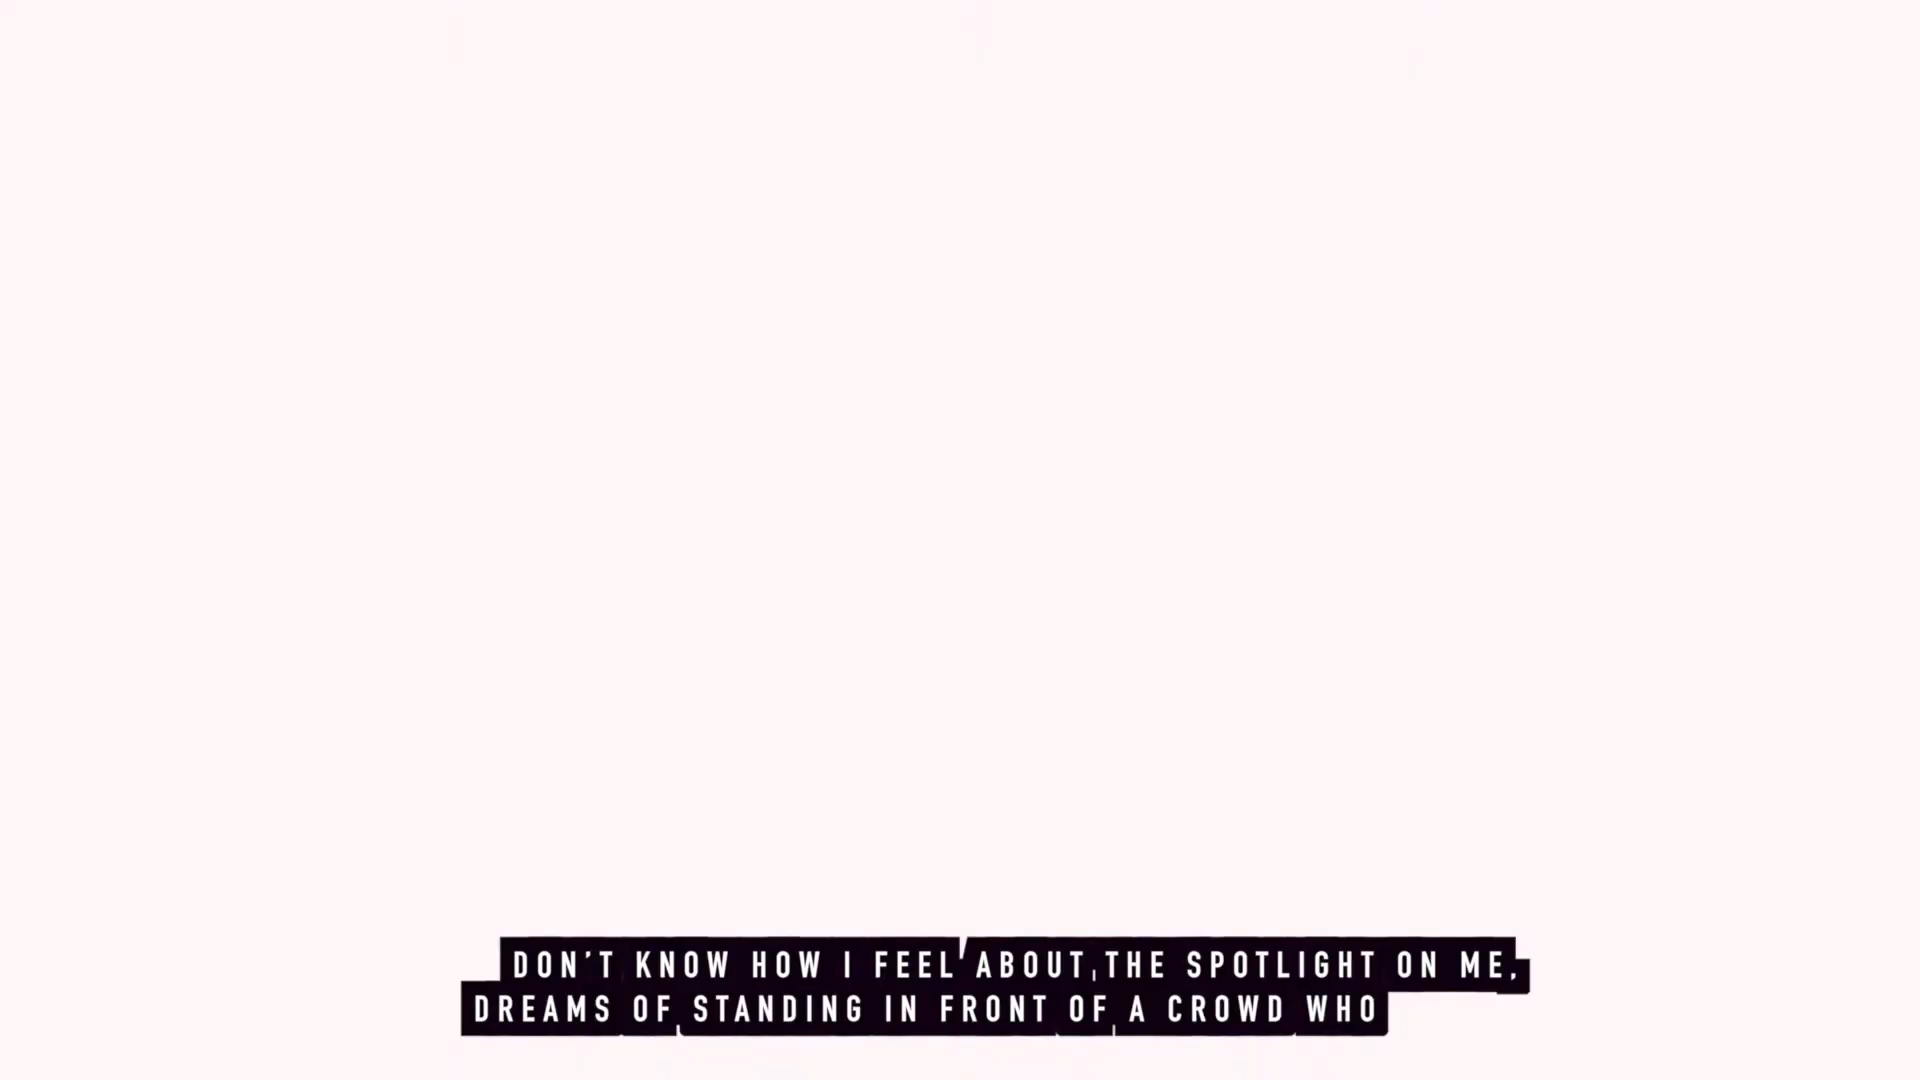 DON'T KNOW HOW I FEEL ABOUT THE SPOTLIGHT ON ME,
DREAMS OF STANDING IN FRONT OF A CROWD WHO